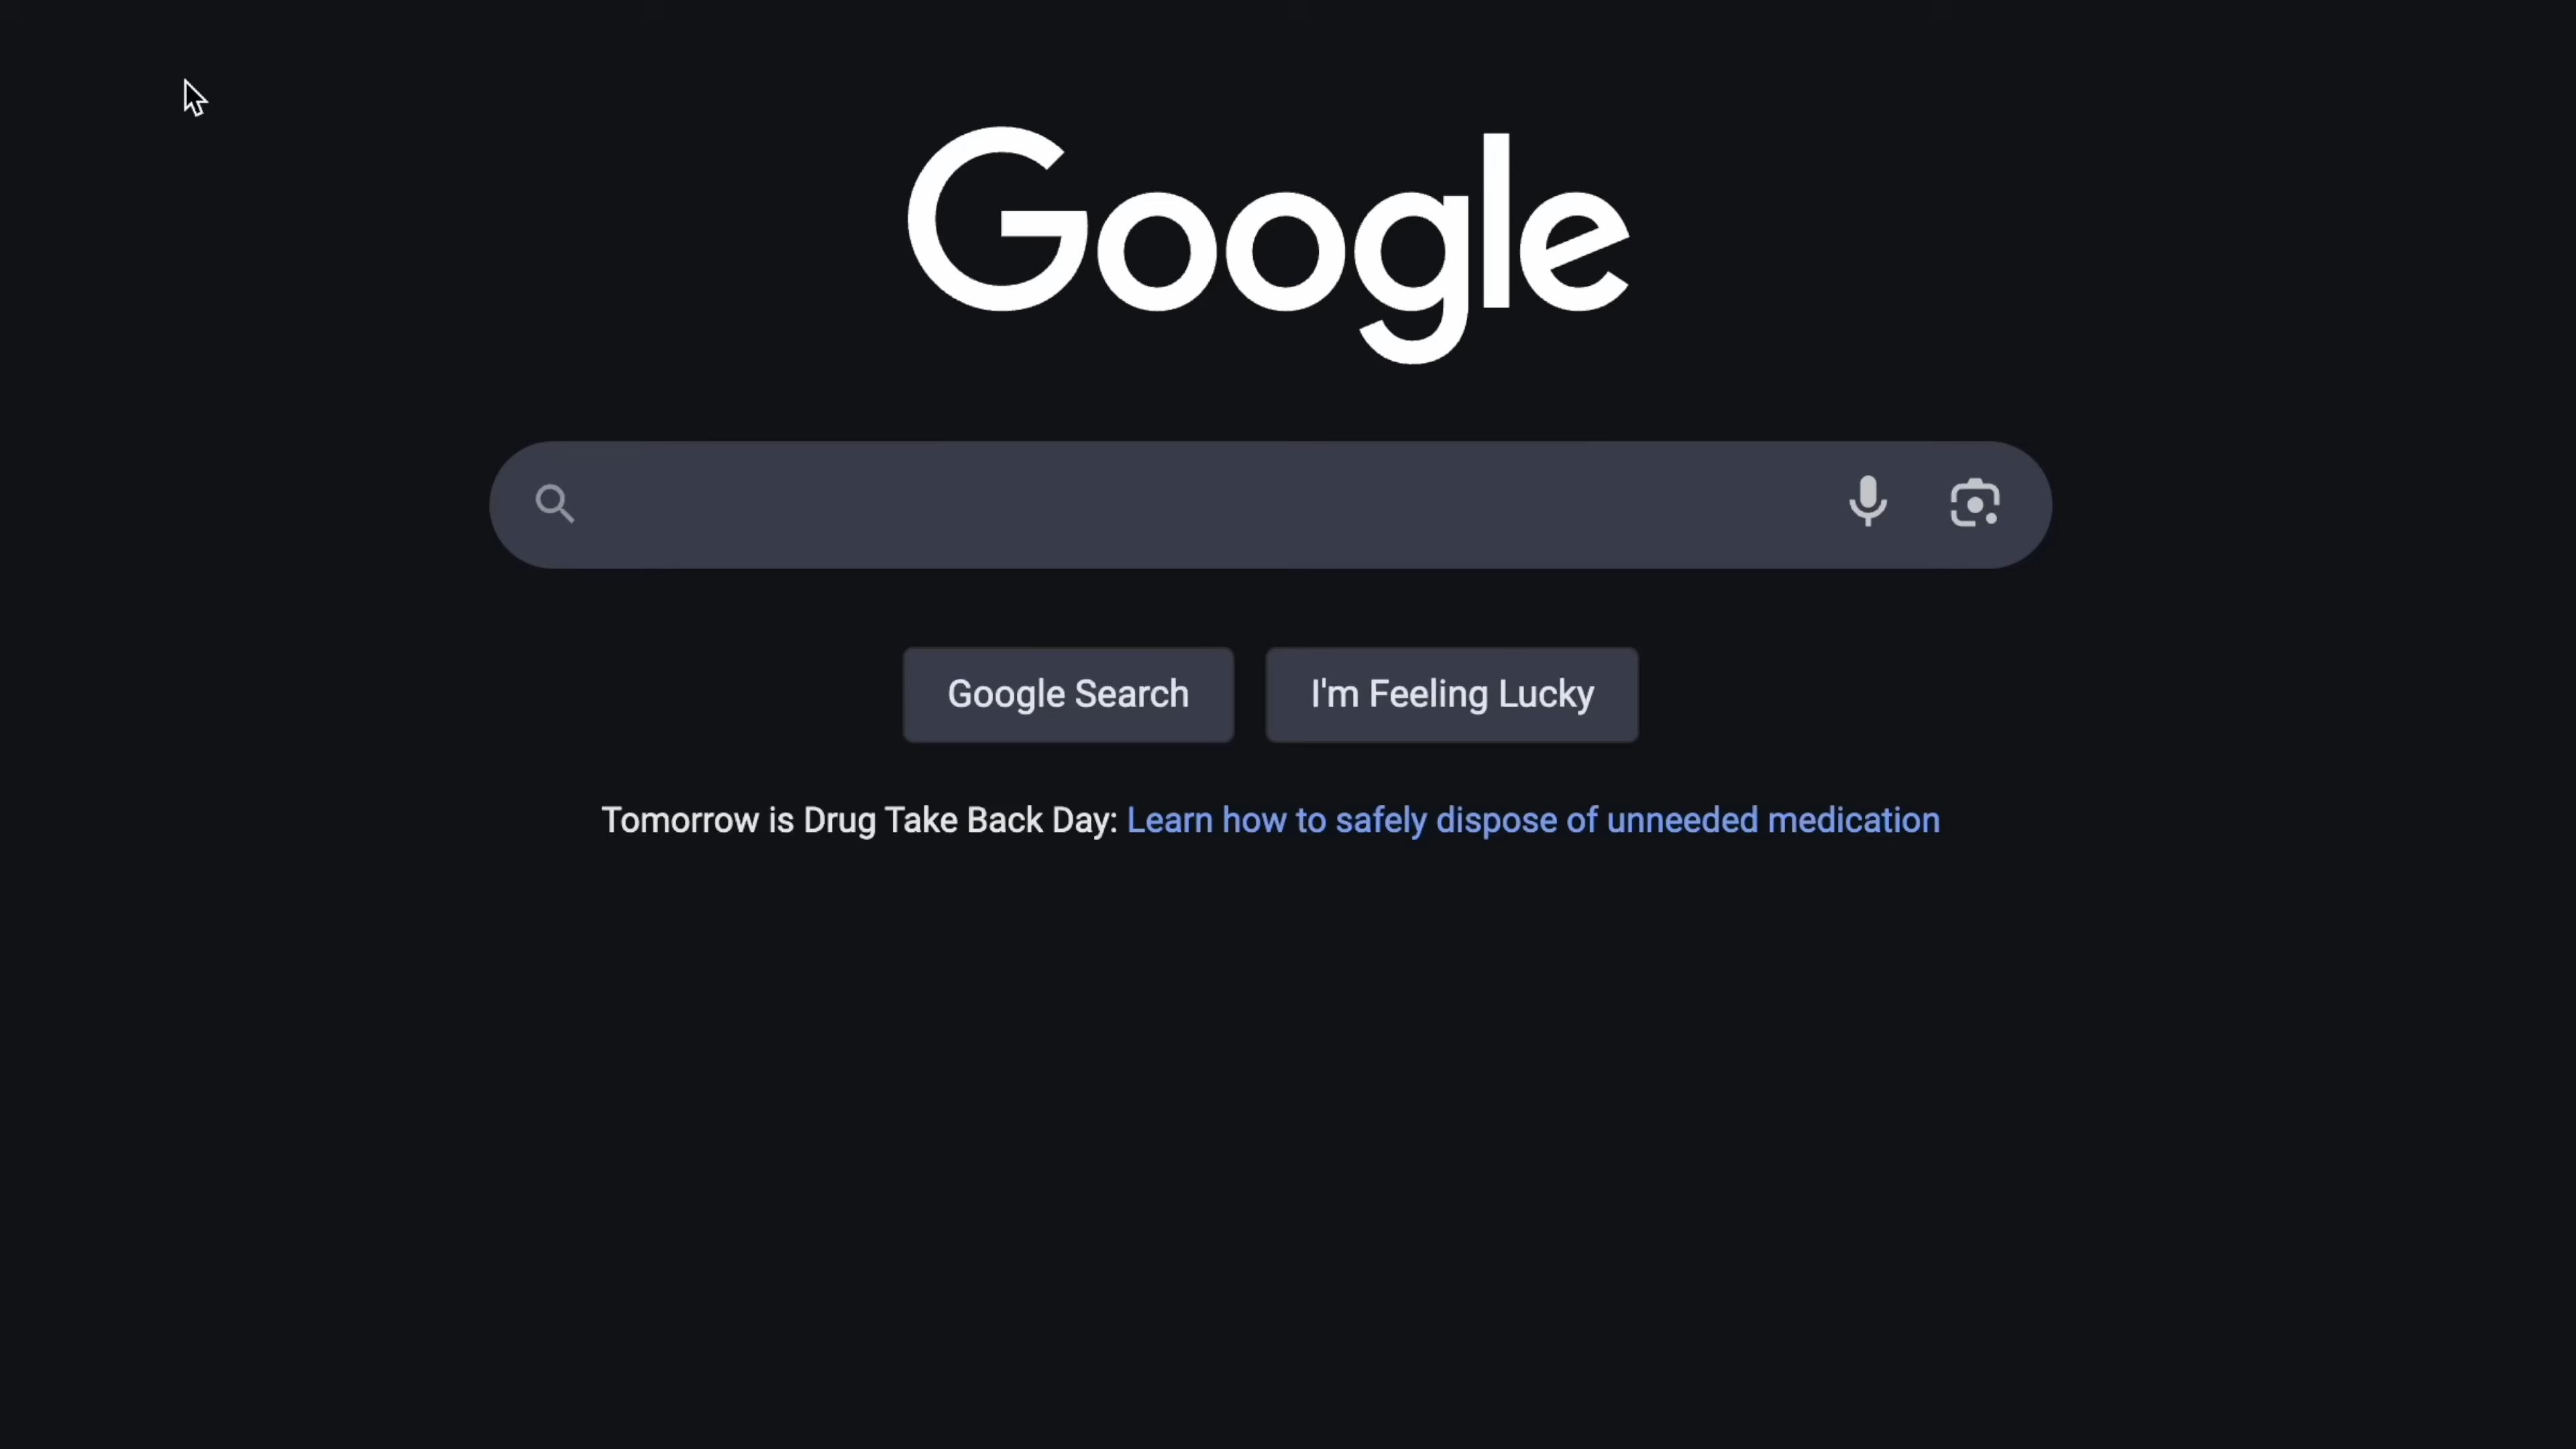 Google
Google Search
I'm Feeling Lucky
Tomorrow is Drug Take Back Day: Learn how to safely dispose of unneeded medication